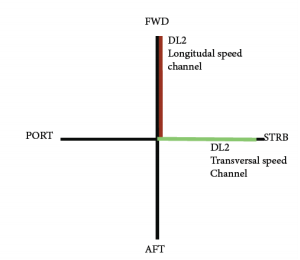 FWD
DL2
Longitudal speed
channel
PORT
STRB
DL2
Transversal speed
Channel
AFT